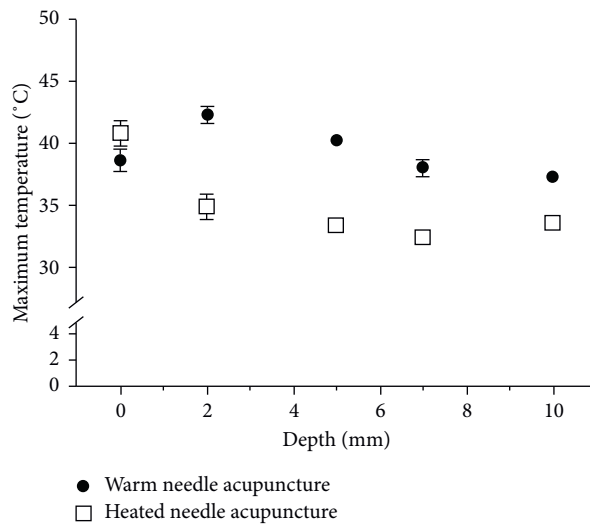 50
45
40
35
30
4
2
0
Maximum temperature (°C)
0 2 4 6 8 10
Depth (mm)
Warm needle acupuncture
Heated needle acupuncture